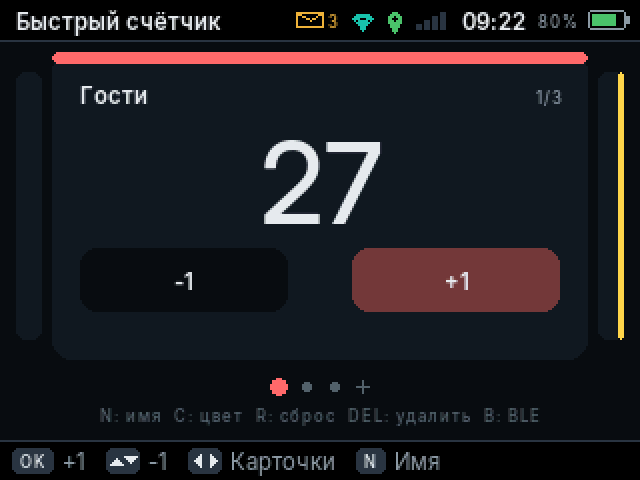 Быстрый счётчик 3 09:22 80%
Гости 1/3
27
-1 +1
N: имя C: цвет R: сброс DEL: удалить B: BLE
OK +1 -1 Карточки N Имя